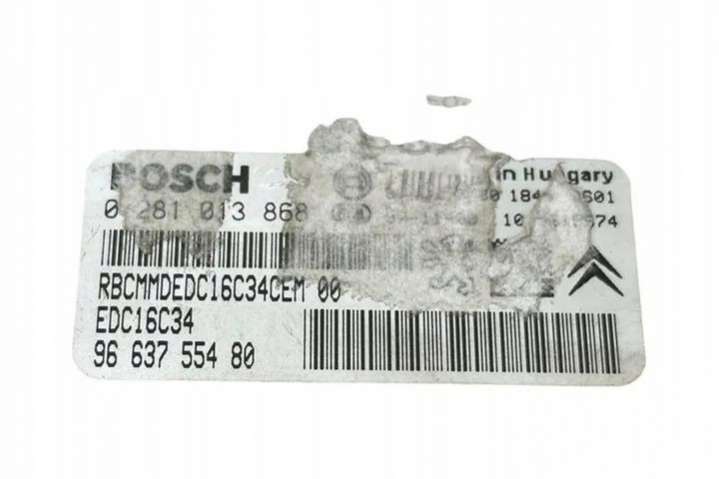 BOSCH in Hungary
0 281 013 868
RBCMMDEDC16C34CEM 00
EDC16C34
96 637 554 80